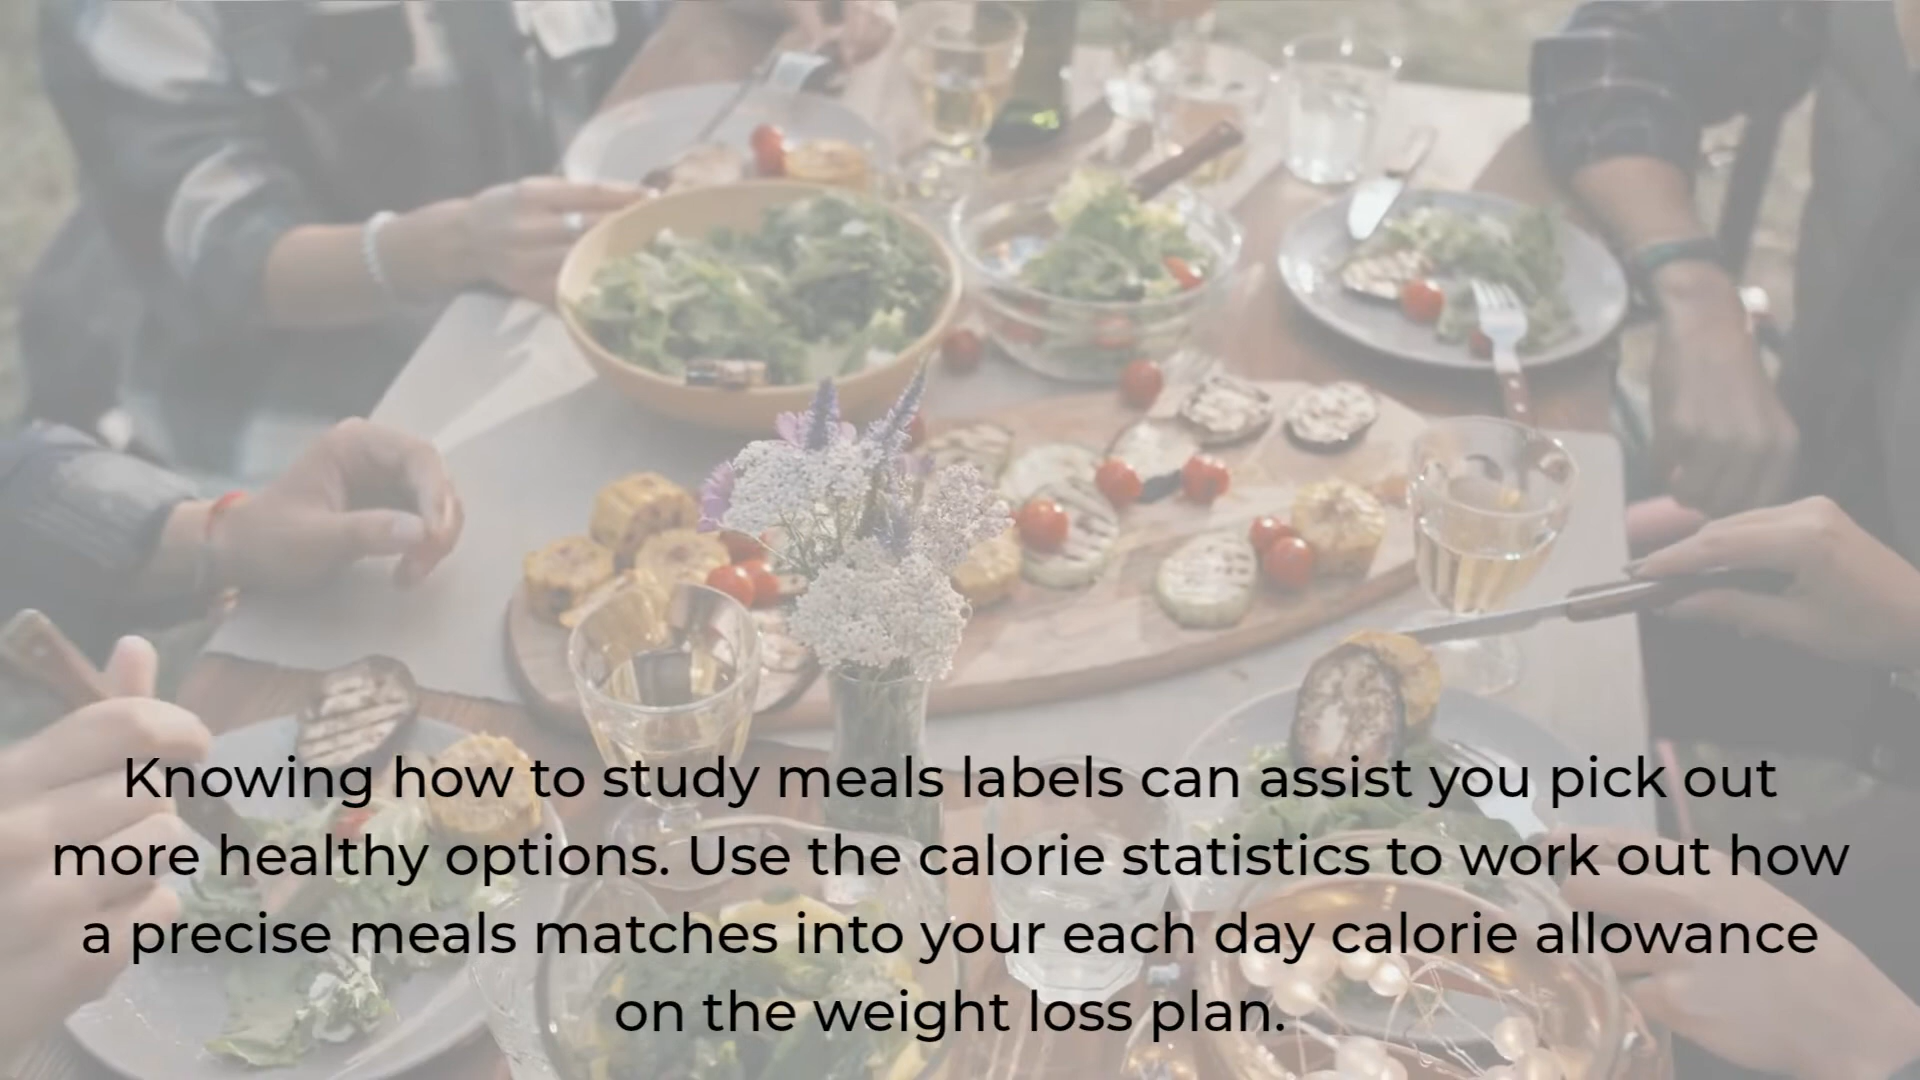 Knowing how to study meals labels can assist you pick out
more healthy options. Use the calorie statistics to work out how
a precise meals matches into your each day calorie allowance
on the weight loss plan.